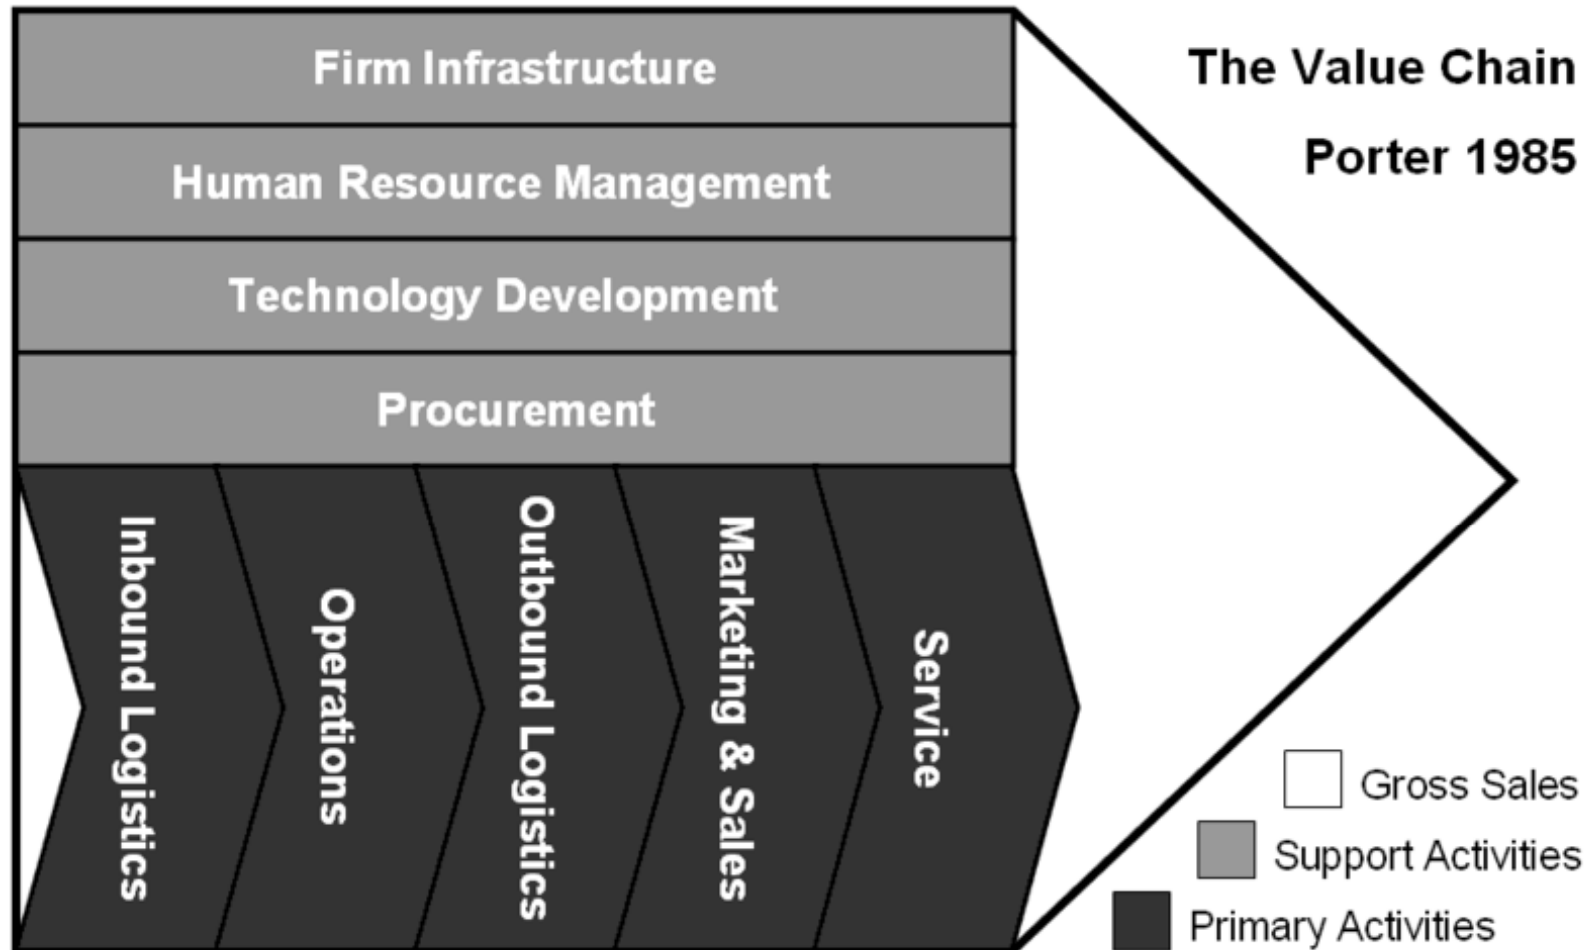 Firm Infrastructure
Human Resource Management
Technology Development
Procurement
Inbound Logistics
Operations
Outbound Logistics
Marketing & Sales
Service
The Value Chain
Porter 1985
Gross Sales
Support Activities
Primary Activities